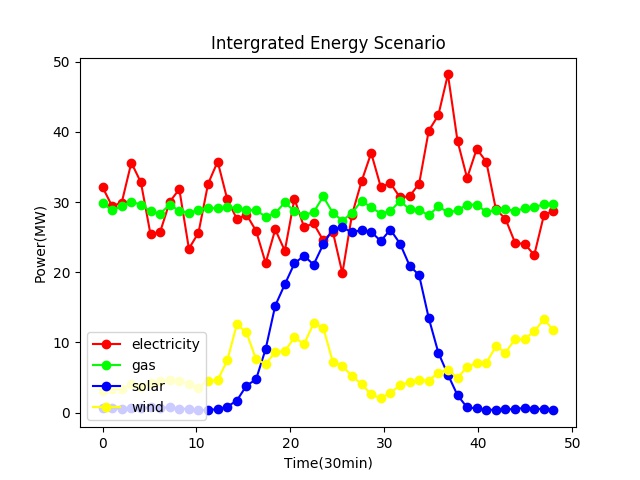 Intergrated Energy Scenario
Power(MW)
50
40
30
20
10
0
electricity
gas
solar
wind
0 10 20 30 40 50
Time(30min)